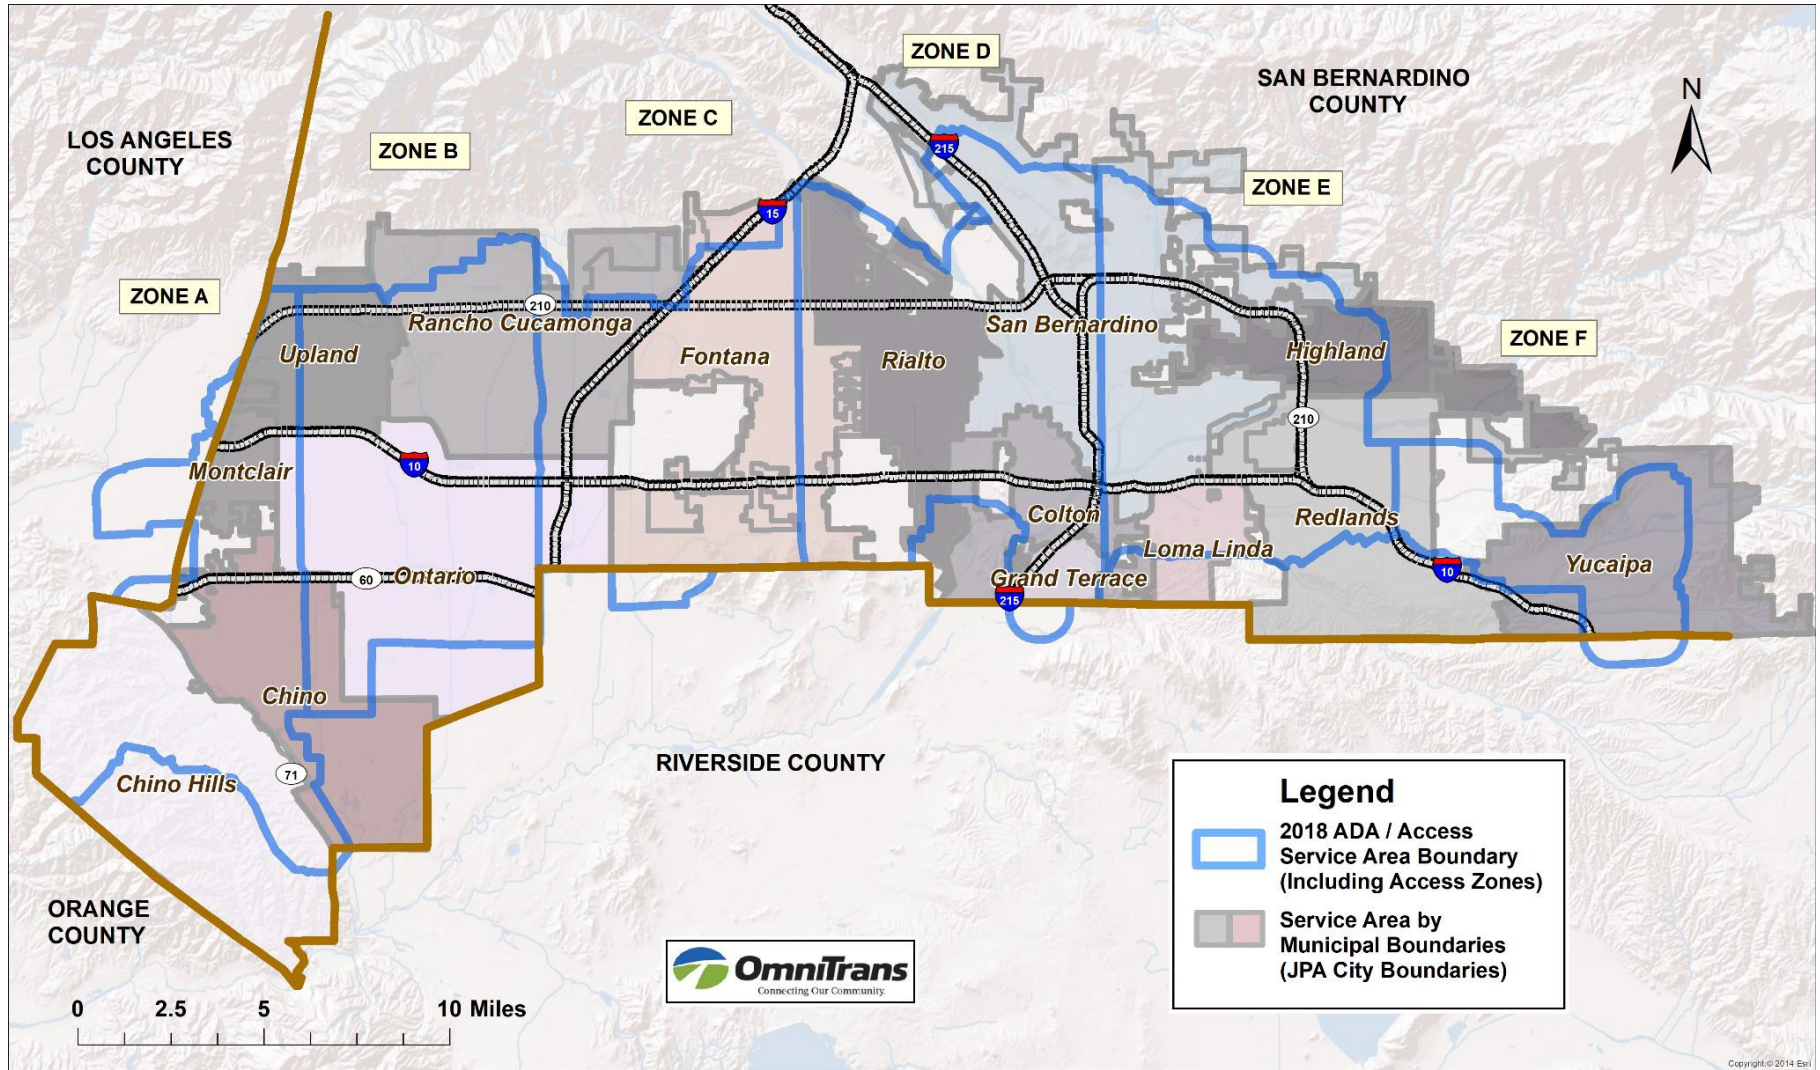 ZONE D
SAN BERNARDINO
COUNTY
N
ZONE C
LOS ANGELES
COUNTY
ZONE B
215
ZONE E
15
ZONE A
210
Rancho Cucamonga
San Bernardino
ZONE F
Upland
Fontana
Rialto
Highland
210
Montclair
10
Colton
Redlands
Loma Linda
60
Ontario
Grand Terrace
10
Yucaipa
215
Chino
RIVERSIDE COUNTY
71
Chino Hills
Legend
2018 ADA / Access
Service Area Boundary
(Including Access Zones)
Service Area by
Municipal Boundaries
(JPA City Boundaries)
ORANGE
COUNTY
OmniTrans
Connecting Our Community.
0 2.5 5 10 Miles
Copyright:© 2014 Esri